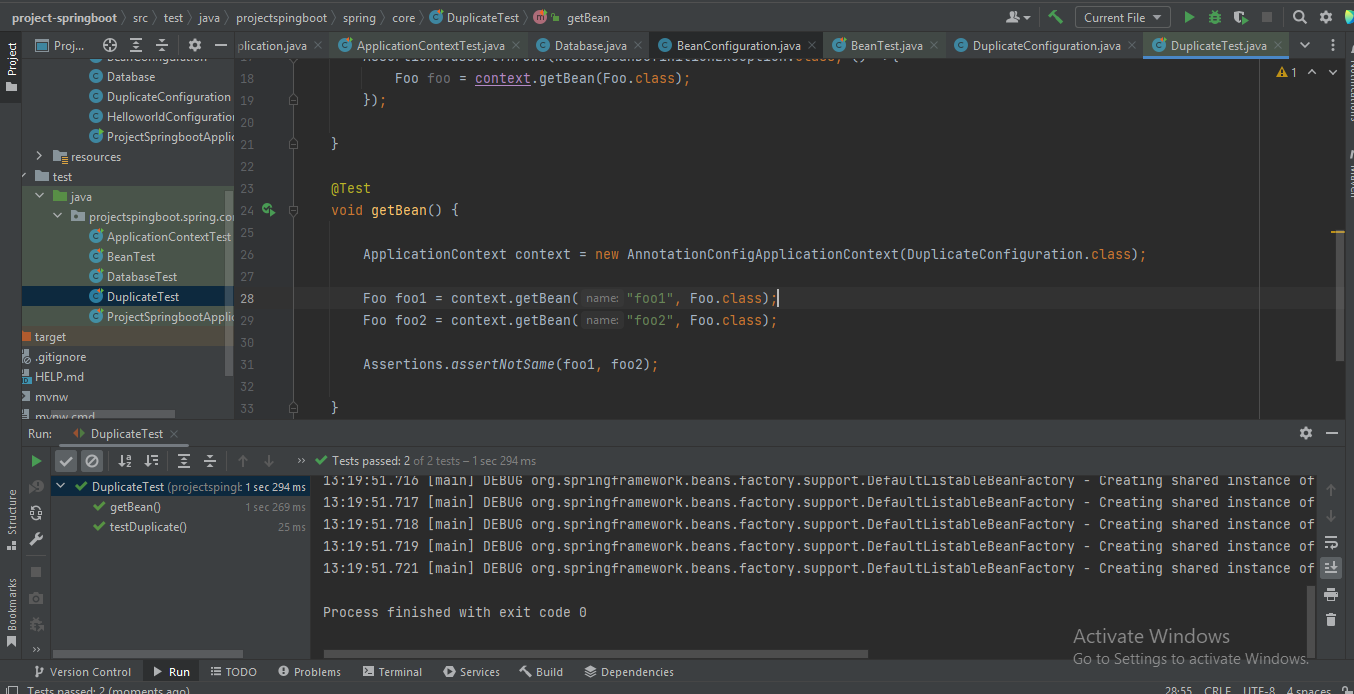 project-springboot
src
test
java
projectspingboot
spring
core
DuplicateTest
getBean
Current File
Project
Proj...
plication.java
ApplicationContextTest.java
Database.java
BeanConfiguration.java
BeanTest.java
DuplicateConfiguration.java
DuplicateTest.java
Database
DuplicateConfiguration
HelloworldConfiguration
ProjectSpringbootApplic
resources
test
java
projectspingboot.spring.co
ApplicationContextTest
BeanTest
DatabaseTest
DuplicateTest
ProjectSpringbootApplic
target
.gitignore
HELP.md
mvnw
mvnw.cmd
18 Foo foo = context.getBean(Foo.class);
19 });
20
21 }
22
23 @Test
24 void getBean() {
25
26 ApplicationContext context = new AnnotationConfigApplicationContext(DuplicateConfiguration.class);
27
28 Foo foo1 = context.getBean( name: "foo1", Foo.class);
29 Foo foo2 = context.getBean( name: "foo2", Foo.class);
30
31 Assertions.assertNotSame(foo1, foo2);
32
33 }
1
Run:
DuplicateTest
Tests passed: 2 of 2 tests – 1 sec 294 ms
DuplicateTest (projectspingb 1 sec 294 ms
getBean() 1 sec 269 ms
testDuplicate() 25 ms
13:19:51.716 [main] DEBUG org.springframework.beans.factory.support.DefaultListableBeanFactory - Creating shared instance of
13:19:51.717 [main] DEBUG org.springframework.beans.factory.support.DefaultListableBeanFactory - Creating shared instance of
13:19:51.718 [main] DEBUG org.springframework.beans.factory.support.DefaultListableBeanFactory - Creating shared instance of
13:19:51.719 [main] DEBUG org.springframework.beans.factory.support.DefaultListableBeanFactory - Creating shared instance of
13:19:51.721 [main] DEBUG org.springframework.beans.factory.support.DefaultListableBeanFactory - Creating shared instance of
Process finished with exit code 0
Structure
Bookmarks
Activate Windows
Go to Settings to activate Windows.
Version Control
Run
TODO
Problems
Terminal
Services
Build
Dependencies
Tests passed: 2 (moments ago)
28:55 CRLF UTF-8 4 spaces